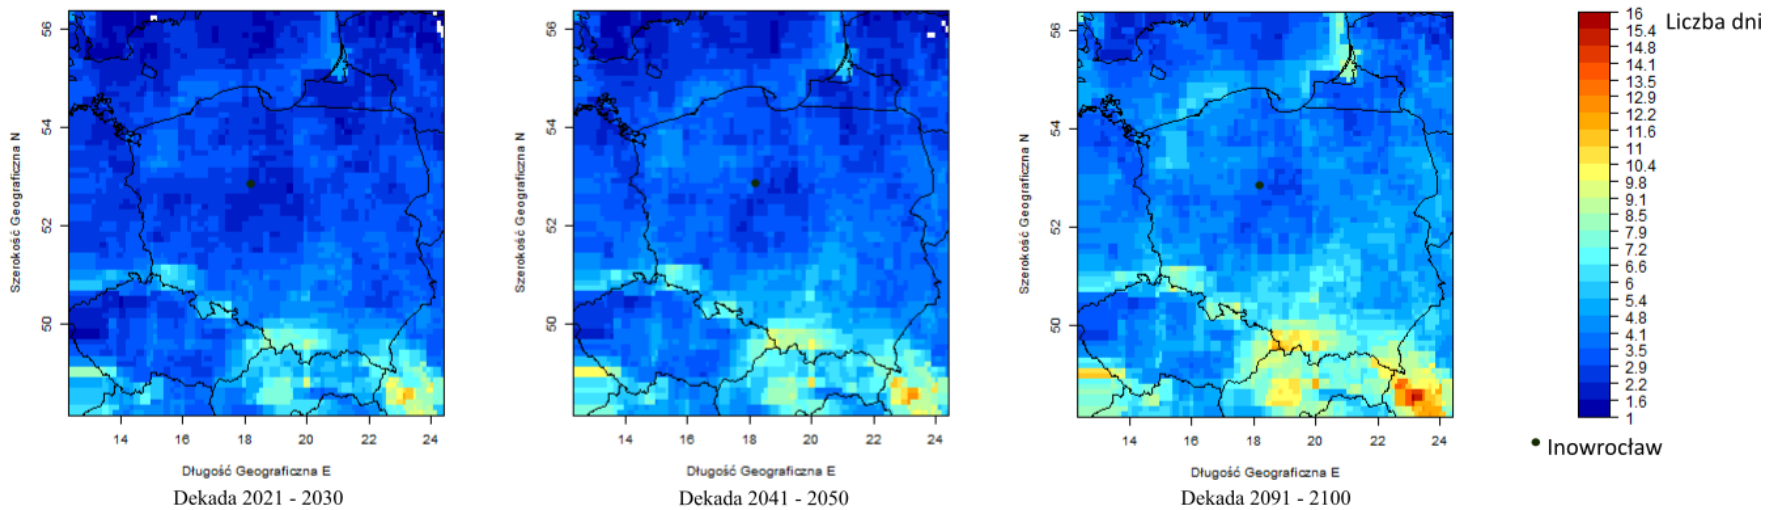 56
54
52
50
Szerokość Geograficzna N
14 16 18 20 22 24
Długość Geograficzna E
Dekada 2021 - 2030
56
54
52
50
Szerokość Geograficzna N
14 16 18 20 22 24
Długość Geograficzna E
Dekada 2041 - 2050
56
54
52
50
Szerokość Geograficzna N
14 16 18 20 22 24
Długość Geograficzna E
Dekada 2091 - 2100
Liczba dni
16
15.4
14.8
14.1
13.5
12.9
12.2
11.6
11
10.4
9.8
9.1
8.5
7.9
7.2
6.6
6
5.4
4.8
4.1
3.5
2.9
2.2
1.6
1
Inowrocław